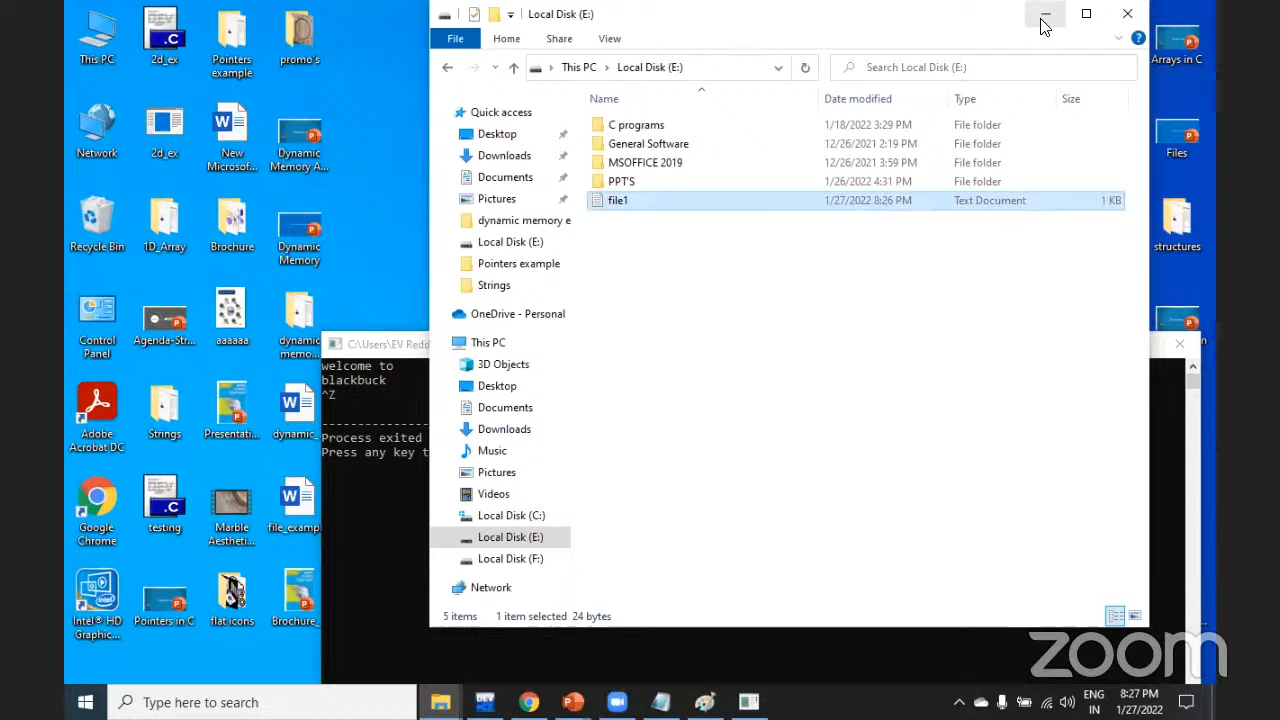 This PC
2d_ex
Pointers
example
promo's
Network
2d_ex
New
Microsof...
Dynamic
Memory A...
Recycle Bin
1D_Array
Brochure
Dynamic
Memory
Control
Panel
Agenda-Str...
aaaaaa
dynamic
memo...
Adobe
Acrobat DC
Strings
Presentati...
dynamic_
Google
Chrome
testing
Marble
Aesthetic...
file_exampl
Intel® HD
Graphic...
Pointers in C
flat icons
Brochure_
Local Disk (E:)
File
Home
Share
View
This PC > Local Disk (E:)
Search Local Disk (E:)
Name Date modified Type Size
C programs 1/18/2022 3:29 PM File folder
General Software 12/26/2021 2:19 PM File folder
MSOFFICE 2019 12/26/2021 3:59 PM File folder
PPT'S 1/26/2022 4:31 PM File folder
file1 1/27/2022 8:26 PM Text Document 1 KB
Quick access
Desktop
Downloads
Documents
Pictures
dynamic memory e
Local Disk (E:)
Pointers example
Strings
OneDrive - Personal
This PC
3D Objects
Desktop
Documents
Downloads
Music
Pictures
Videos
Local Disk (C:)
Local Disk (E:)
Local Disk (F:)
Network
5 items 1 item selected 24 bytes
C:\Users\EV Redd
welcome to
blackbuck
^Z
--------------
Process exited
Press any key t
Arrays in C
Files
structures
zoom
Type here to search
DEV
ENG
IN
8:27 PM
1/27/2022